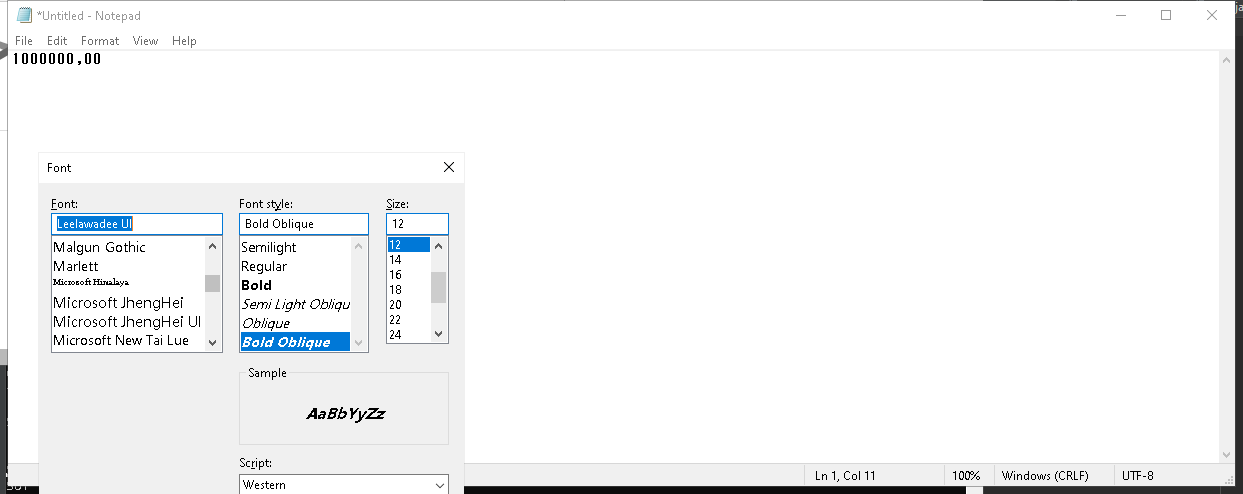 *Untitled - Notepad
File Edit Format View Help
1000000,00
Font
Font: Font style: Size:
Leelawadee UI Bold Oblique 12
Malgun Gothic
Marlett
Microsoft Himalaya
Microsoft JhengHei
Microsoft JhengHei UI
Microsoft New Tai Lue
Semilight
Regular
Bold
Semi Light Obliqu
Oblique
Bold Oblique
12
14
16
18
20
22
24
Sample
AaBbYyZz
Script:
Western
Ln 1, Col 11 100% Windows (CRLF) UTF-8